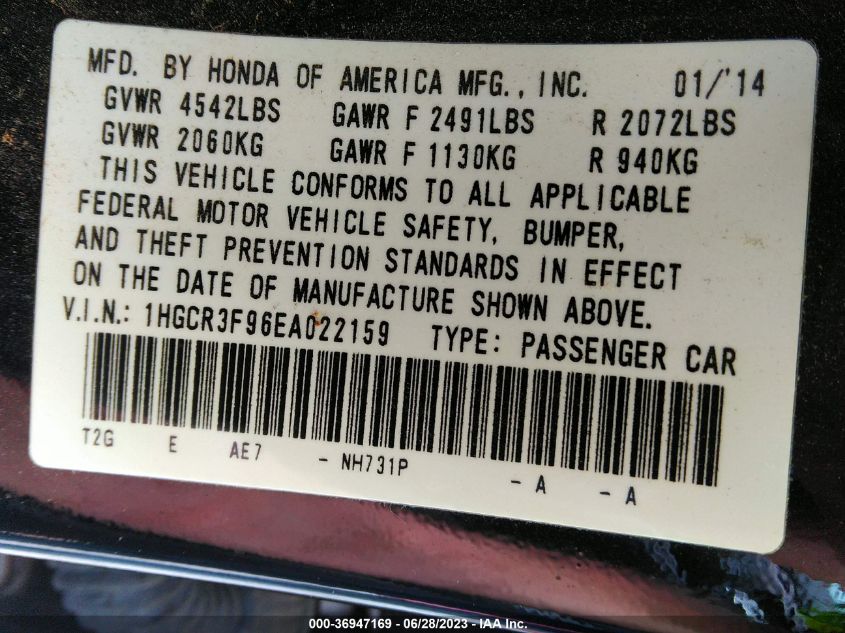 MFD. BY HONDA OF AMERICA MFG., INC. 01/'14
GVWR 4542LBS GAWR F 2491LBS R 2072LBS
GVWR 2060KG GAWR F 1130KG R 940KG
THIS VEHICLE CONFORMS TO ALL APPLICABLE
FEDERAL MOTOR VEHICLE SAFETY, BUMPER,
AND THEFT PREVENTION STANDARDS IN EFFECT
ON THE DATE OF MANUFACTURE SHOWN ABOVE.
V.I.N.: 1HGCR3F96EA022159 TYPE: PASSENGER CAR
T2G E AE7 - NH731P - A - A
000-36947169 - 06/28/2023 - IAA Inc.